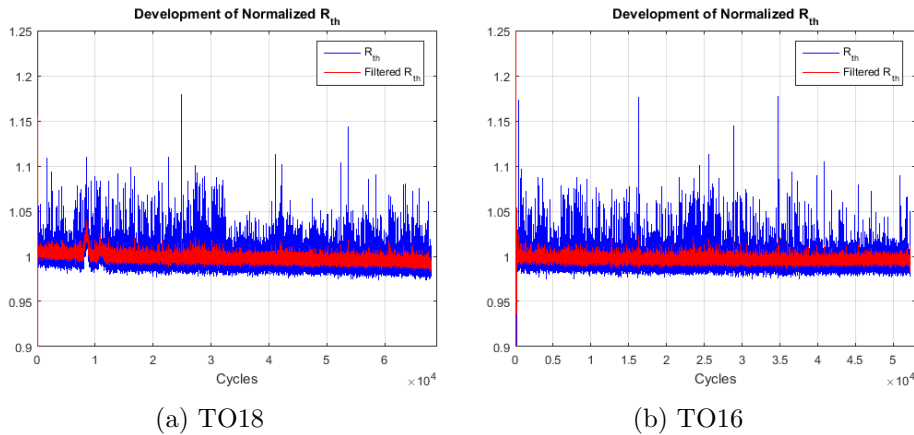 Development of Normalized R_th
1.25
R_th
Filtered R_th
1.2
1.15
1.1
1.05
1
0.95
0.9
0 1 2 3 4 5 6
Cycles
×10^4
(a) TO18
Development of Normalized R_th
1.25
R_th
Filtered R_th
1.2
1.15
1.1
1.05
1
0.95
0.9
0 0.5 1 1.5 2 2.5 3 3.5 4 4.5 5
Cycles
×10^4
(b) TO16